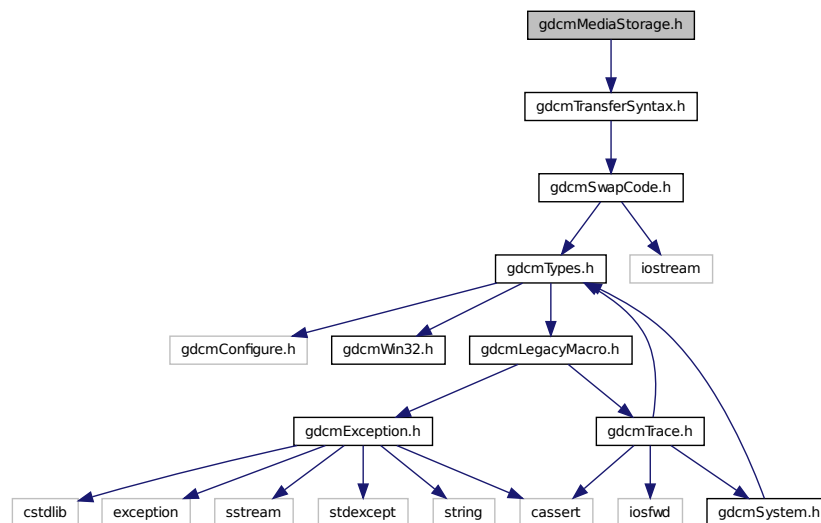 gdcmMediaStorage.h
gdcmTransferSyntax.h
gdcmSwapCode.h
gdcmTypes.h
iostream
gdcmConfigure.h
gdcmWin32.h
gdcmLegacyMacro.h
gdcmException.h
gdcmTrace.h
cstdlib
exception
sstream
stdexcept
string
cassert
iosfwd
gdcmSystem.h